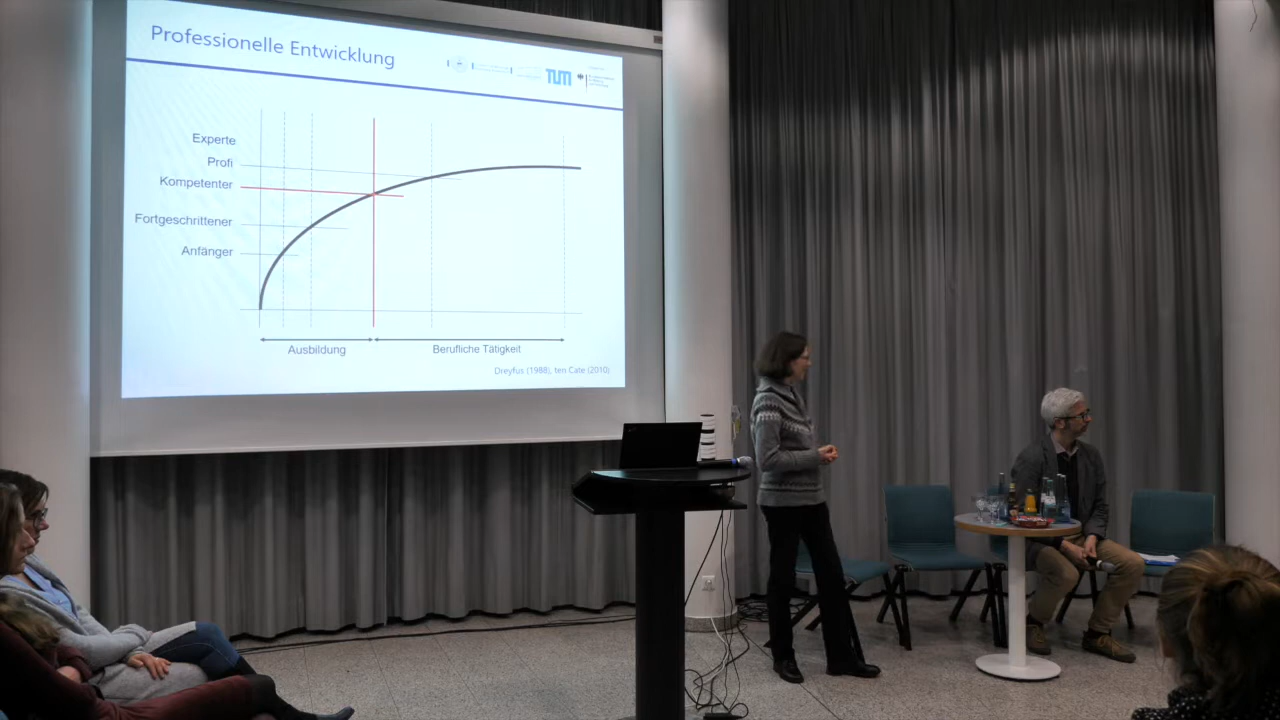 Professionelle Entwicklung
TUM
Experte
Profi
Kompetenter
Fortgeschrittener
Anfänger
Ausbildung
Berufliche Tätigkeit
Dreyfus (1988), ten Cate (2010)